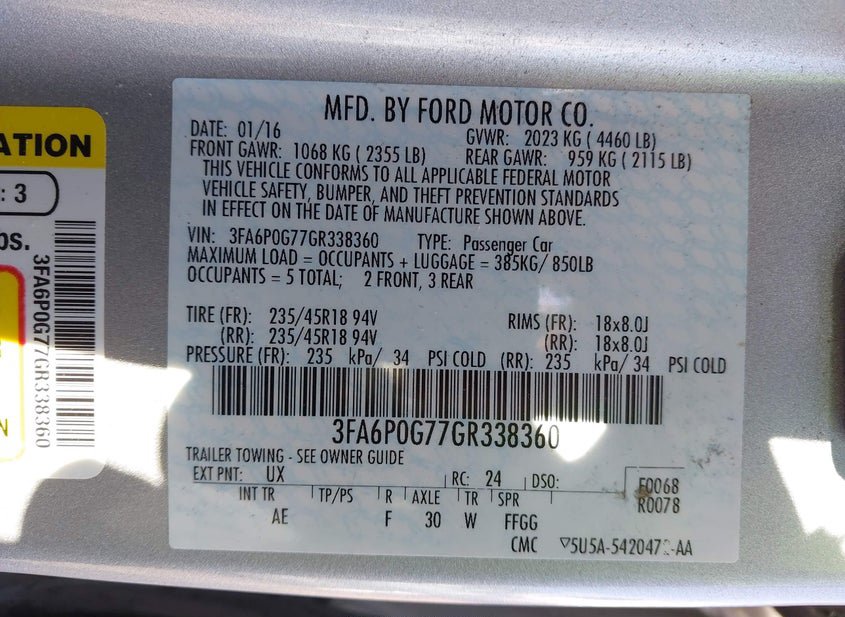 MFD. BY FORD MOTOR CO.
DATE: 01/16 GVWR: 2023 KG ( 4460 LB)
FRONT GAWR: 1068 KG ( 2355 LB) REAR GAWR: 959 KG ( 2115 LB)
THIS VEHICLE CONFORMS TO ALL APPLICABLE FEDERAL MOTOR
VEHICLE SAFETY, BUMPER, AND THEFT PREVENTION STANDARDS
IN EFFECT ON THE DATE OF MANUFACTURE SHOWN ABOVE.
VIN: 3FA6P0G77GR338360 TYPE: Passenger Car
MAXIMUM LOAD = OCCUPANTS + LUGGAGE = 385KG/ 850LB
OCCUPANTS = 5 TOTAL; 2 FRONT, 3 REAR
TIRE (FR): 235/45R18 94V RIMS (FR): 18x8.0J
(RR): 235/45R18 94V (RR): 18x8.0J
PRESSURE (FR): 235 kPa/ 34 PSI COLD (RR): 235 kPa/ 34 PSI COLD
3FA6P0G77GR338360
TRAILER TOWING - SEE OWNER GUIDE
EXT PNT: UX RC: 24 DSO: F0068
R0078
INT TR TP/PS R AXLE TR SPR
AE F 30 W FFGG
CMC
ATION
: 3
bs.
3FA6P0G77GR338360
N